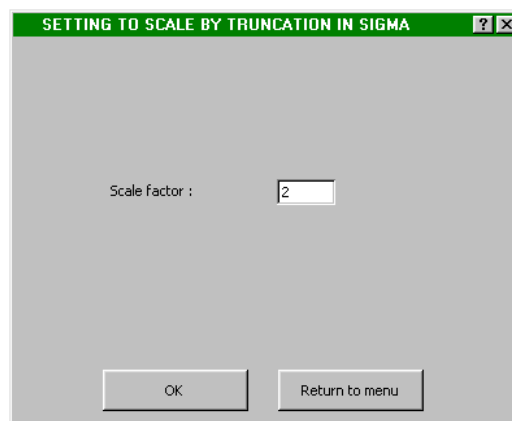 SETTING TO SCALE BY TRUNCATION IN SIGMA
Scale factor : 2
OK Return to menu